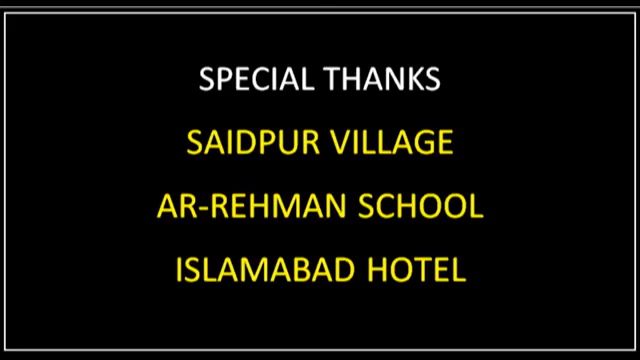 SPECIAL THANKS
SAIDPUR VILLAGE
AR-REHMAN SCHOOL
ISLAMABAD HOTEL